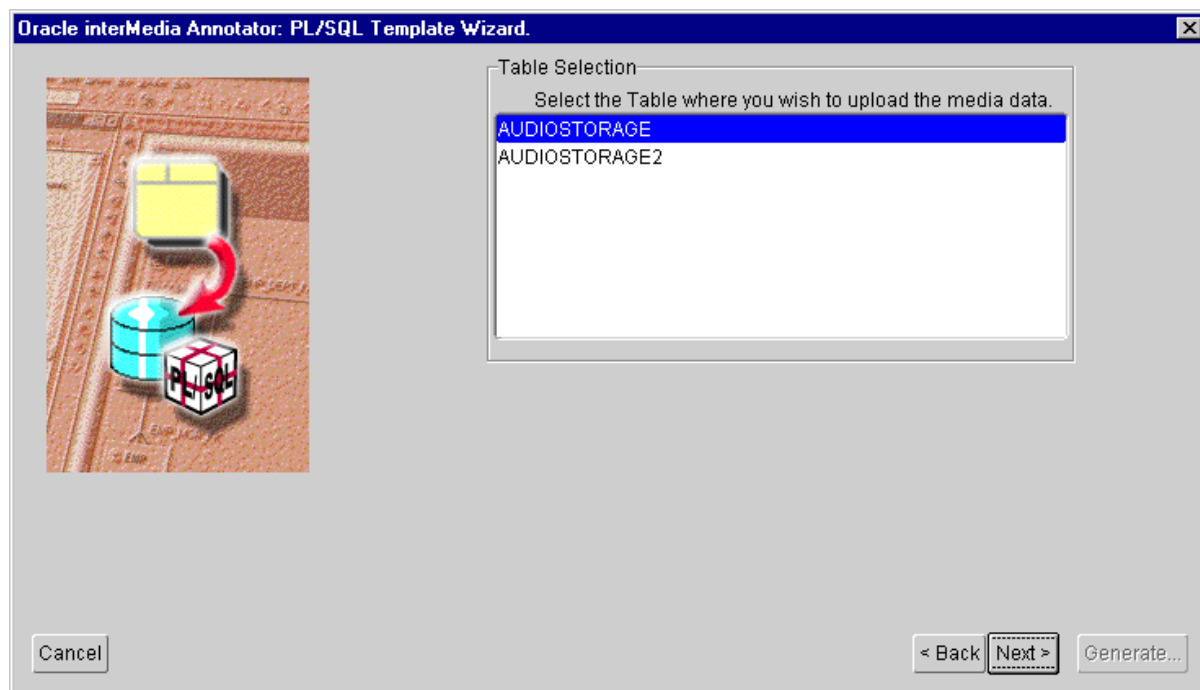 Oracle interMedia Annotator: PL/SQL Template Wizard.
Table Selection
Select the Table where you wish to upload the media data.
AUDIOSTORAGE
AUDIOSTORAGE2
PL/SQL
EMP
Cancel
< Back
Next >
Generate...